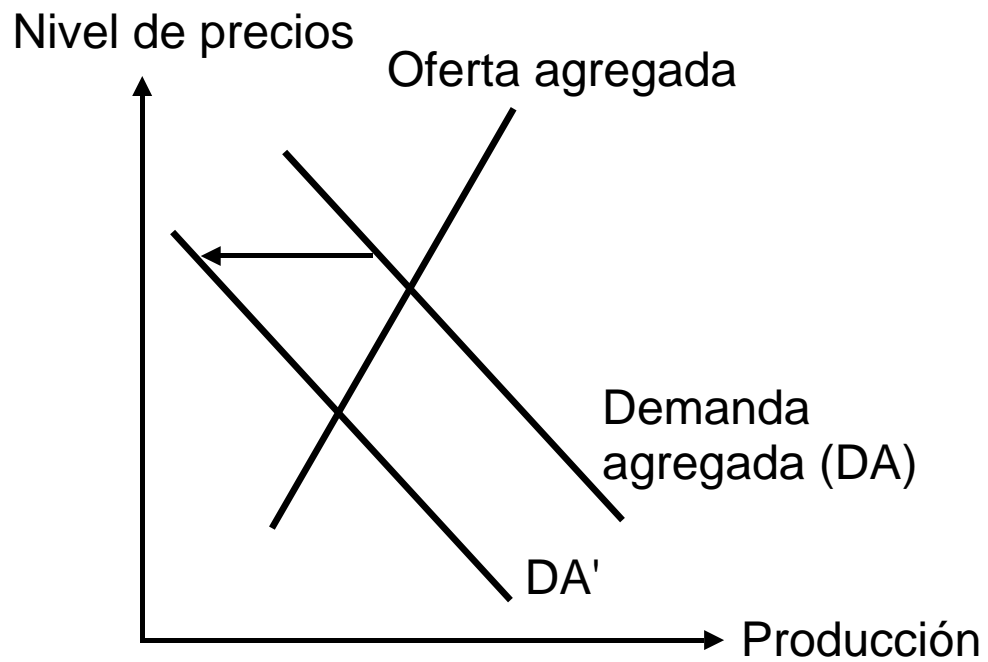 Nivel de precios
Oferta agregada
Demanda
agregada (DA)
DA'
Producción